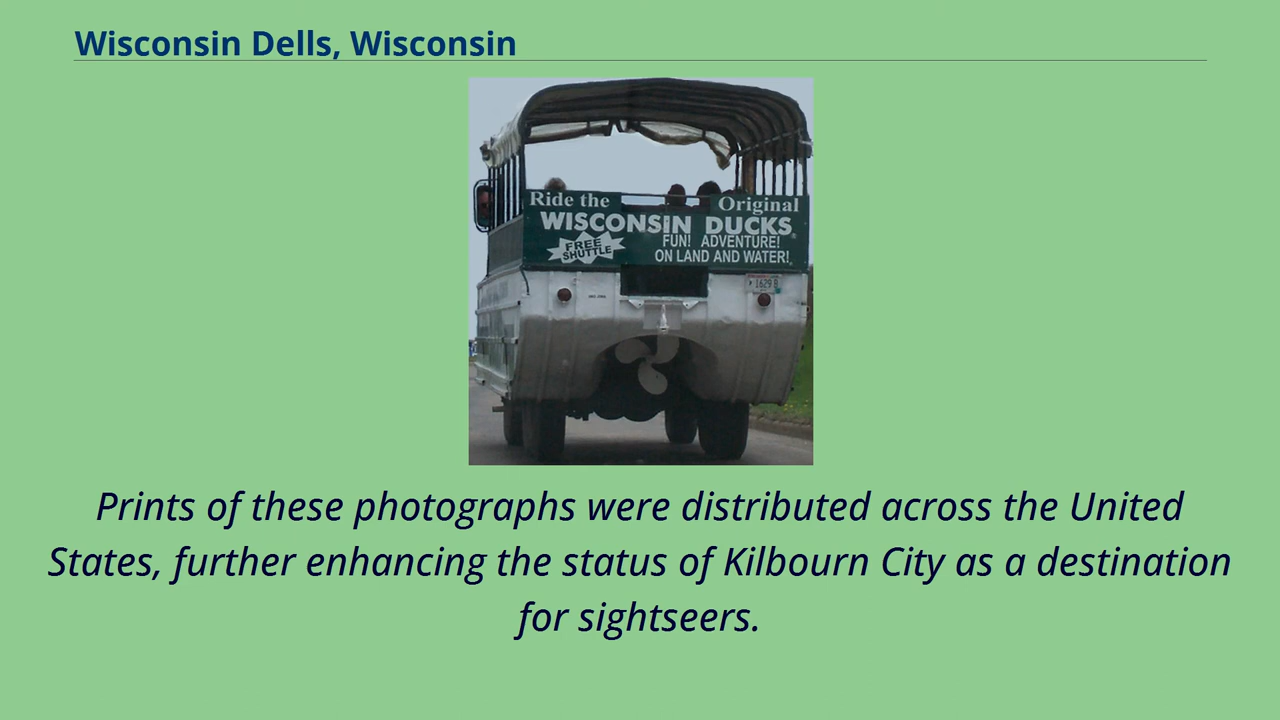 Wisconsin Dells, Wisconsin
Ride the Original
WISCONSIN DUCKS
FREE SHUTTLE
FUN! ADVENTURE!
ON LAND AND WATER!
1629 B
Prints of these photographs were distributed across the United
States, further enhancing the status of Kilbourn City as a destination
for sightseers.